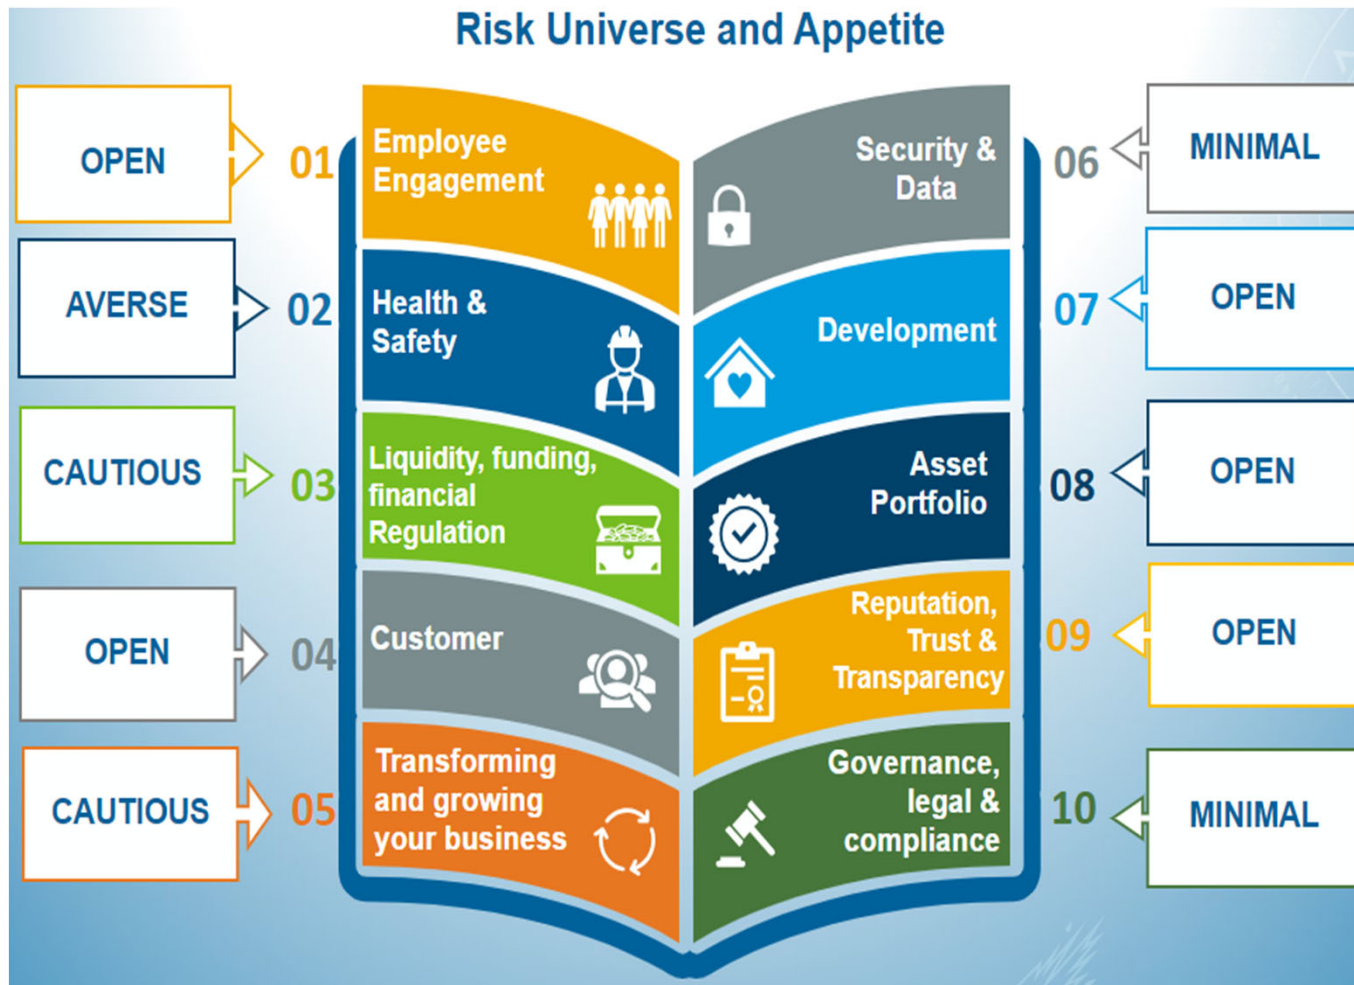 Risk Universe and Appetite
OPEN
01
Employee
Engagement
AVERSE
02
Health &
Safety
CAUTIOUS
03
Liquidity, funding,
financial
Regulation
OPEN
04
Customer
CAUTIOUS
05
Transforming
and growing
your business
Security &
Data
06
MINIMAL
Development
07
OPEN
Asset
Portfolio
08
OPEN
Reputation,
Trust &
Transparency
09
OPEN
Governance,
legal &
compliance
10
MINIMAL